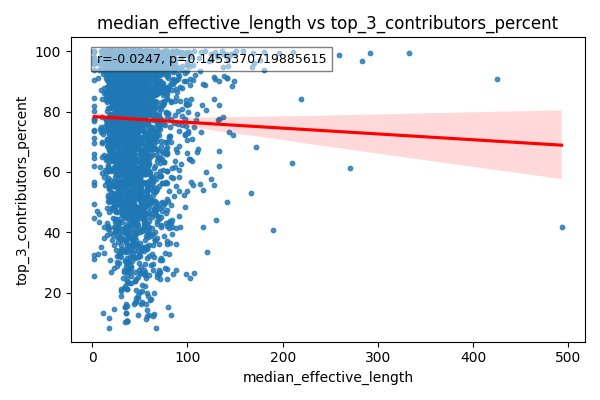 median_effective_length vs top_3_contributors_percent
r=-0.0247, p=0.1455370719885615
top_3_contributors_percent
100
80
60
40
20
0 100 200 300 400 500
median_effective_length